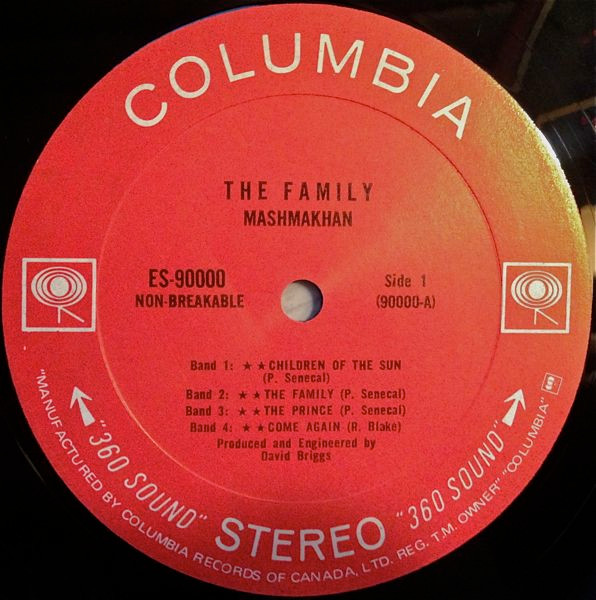 COLUMBIA
THE FAMILY
MASHMAKHAN
ES-90000
NON-BREAKABLE
Side 1
(90000-A)
Band 1: ★★CHILDREN OF THE SUN
(P. Senecal)
Band 2: ★★THE FAMILY (P. Senecal)
Band 3: ★★THE PRINCE (P. Senecal)
Band 4: ★★COME AGAIN (R. Blake)
Produced and Engineered by
David Briggs
"360 SOUND" STEREO "360 SOUND"
"MANUFACTURED BY COLUMBIA RECORDS OF CANADA, LTD. REG. T.M. OWNER" "COLUMBIA"